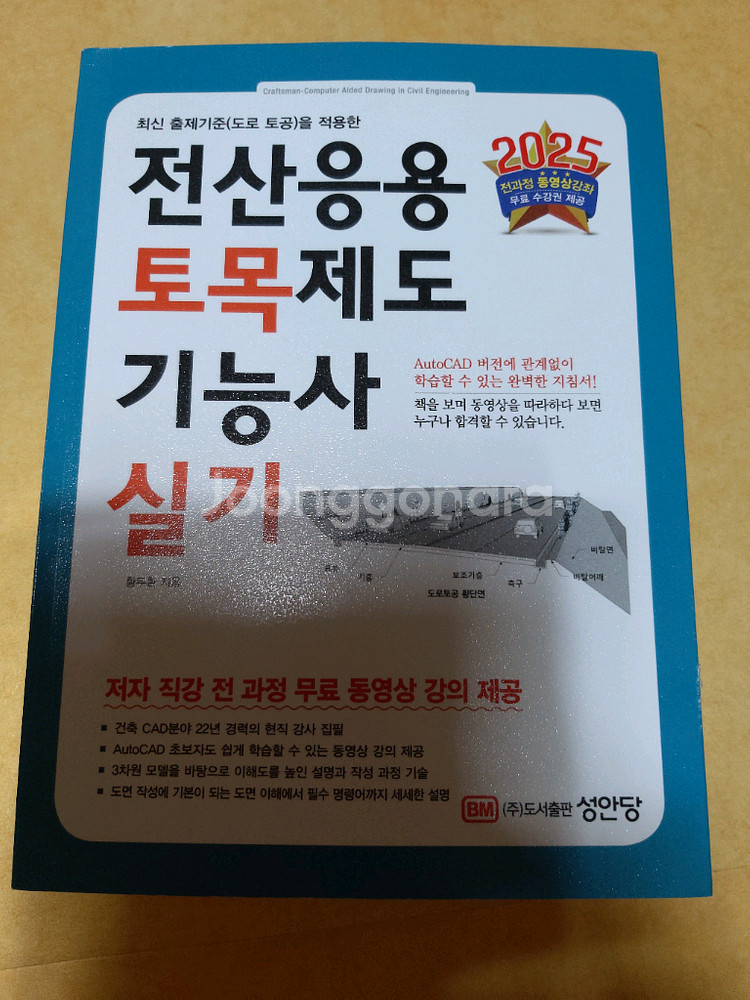 Craftsman-Computer Aided Drawing in Civil Engineering
최신 출제기준(도로 토공)을 적용한
전산응용
토목제도
기능사
실기
2025
전과정 동영상강좌
무료 수강권 제공
AutoCAD 버전에 관계없이
학습할 수 있는 완벽한 지침서!
책을 보며 동영상을 따라하다 보면
누구나 합격할 수 있습니다.
Joonggonara
비탈면
비탈어깨
보조기층
축구
기층
도로토공 횡단면
지음
저자 직강 전 과정 무료 동영상 강의 제공
■ 건축 CAD분야 22년 경력의 현직 강사 집필
■ AutoCAD 초보자도 쉽게 학습할 수 있는 동영상 강의 제공
■ 3차원 모델을 바탕으로 이해도를 높인 설명과 작성 과정 기술
■ 도면 작성에 기본이 되는 도면 이해에서 필수 명령어까지 세세한 설명
BM (주)도서출판 성안당